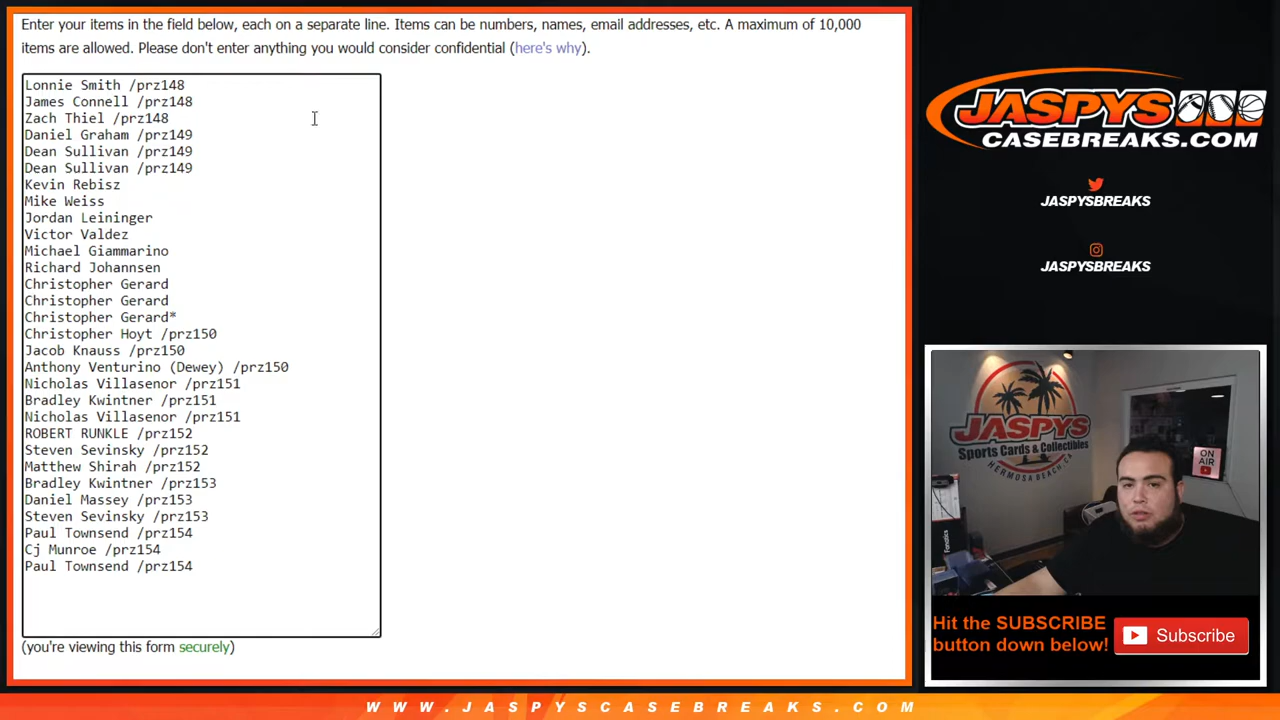 Enter your items in the field below, each on a separate line. Items can be numbers, names, email addresses, etc. A maximum of 10,000
items are allowed. Please don't enter anything you would consider confidential (here's why).
Lonnie Smith /prz148
James Connell /prz148
Zach Thiel /prz148
Daniel Graham /prz149
Dean Sullivan /prz149
Dean Sullivan /prz149
Kevin Rebisz
Mike Weiss
Jordan Leininger
Victor Valdez
Michael Giammarino
Richard Johannsen
Christopher Gerard
Christopher Gerard
Christopher Gerard*
Christopher Hoyt /prz150
Jacob Knauss /prz150
Anthony Venturino (Dewey) /prz150
Nicholas Villasenor /prz151
Bradley Kwintner /prz151
Nicholas Villasenor /prz151
ROBERT RUNKLE /prz152
Steven Sevinsky /prz152
Matthew Shirah /prz152
Bradley Kwintner /prz153
Daniel Massey /prz153
Steven Sevinsky /prz153
Paul Townsend /prz154
Cj Munroe /prz154
Paul Townsend /prz154
(you're viewing this form securely)
JASPYS
CASEBREAKS.COM
JASPYSBREAKS
JASPYSBREAKS
JASPYS
Sports Cards & Collectibles
HERMOSA BEACH, CA
ON
AIR
Fanatics
Hit the SUBSCRIBE
button down below!
Subscribe
WWW.JASPYSCASEBREAKS.COM